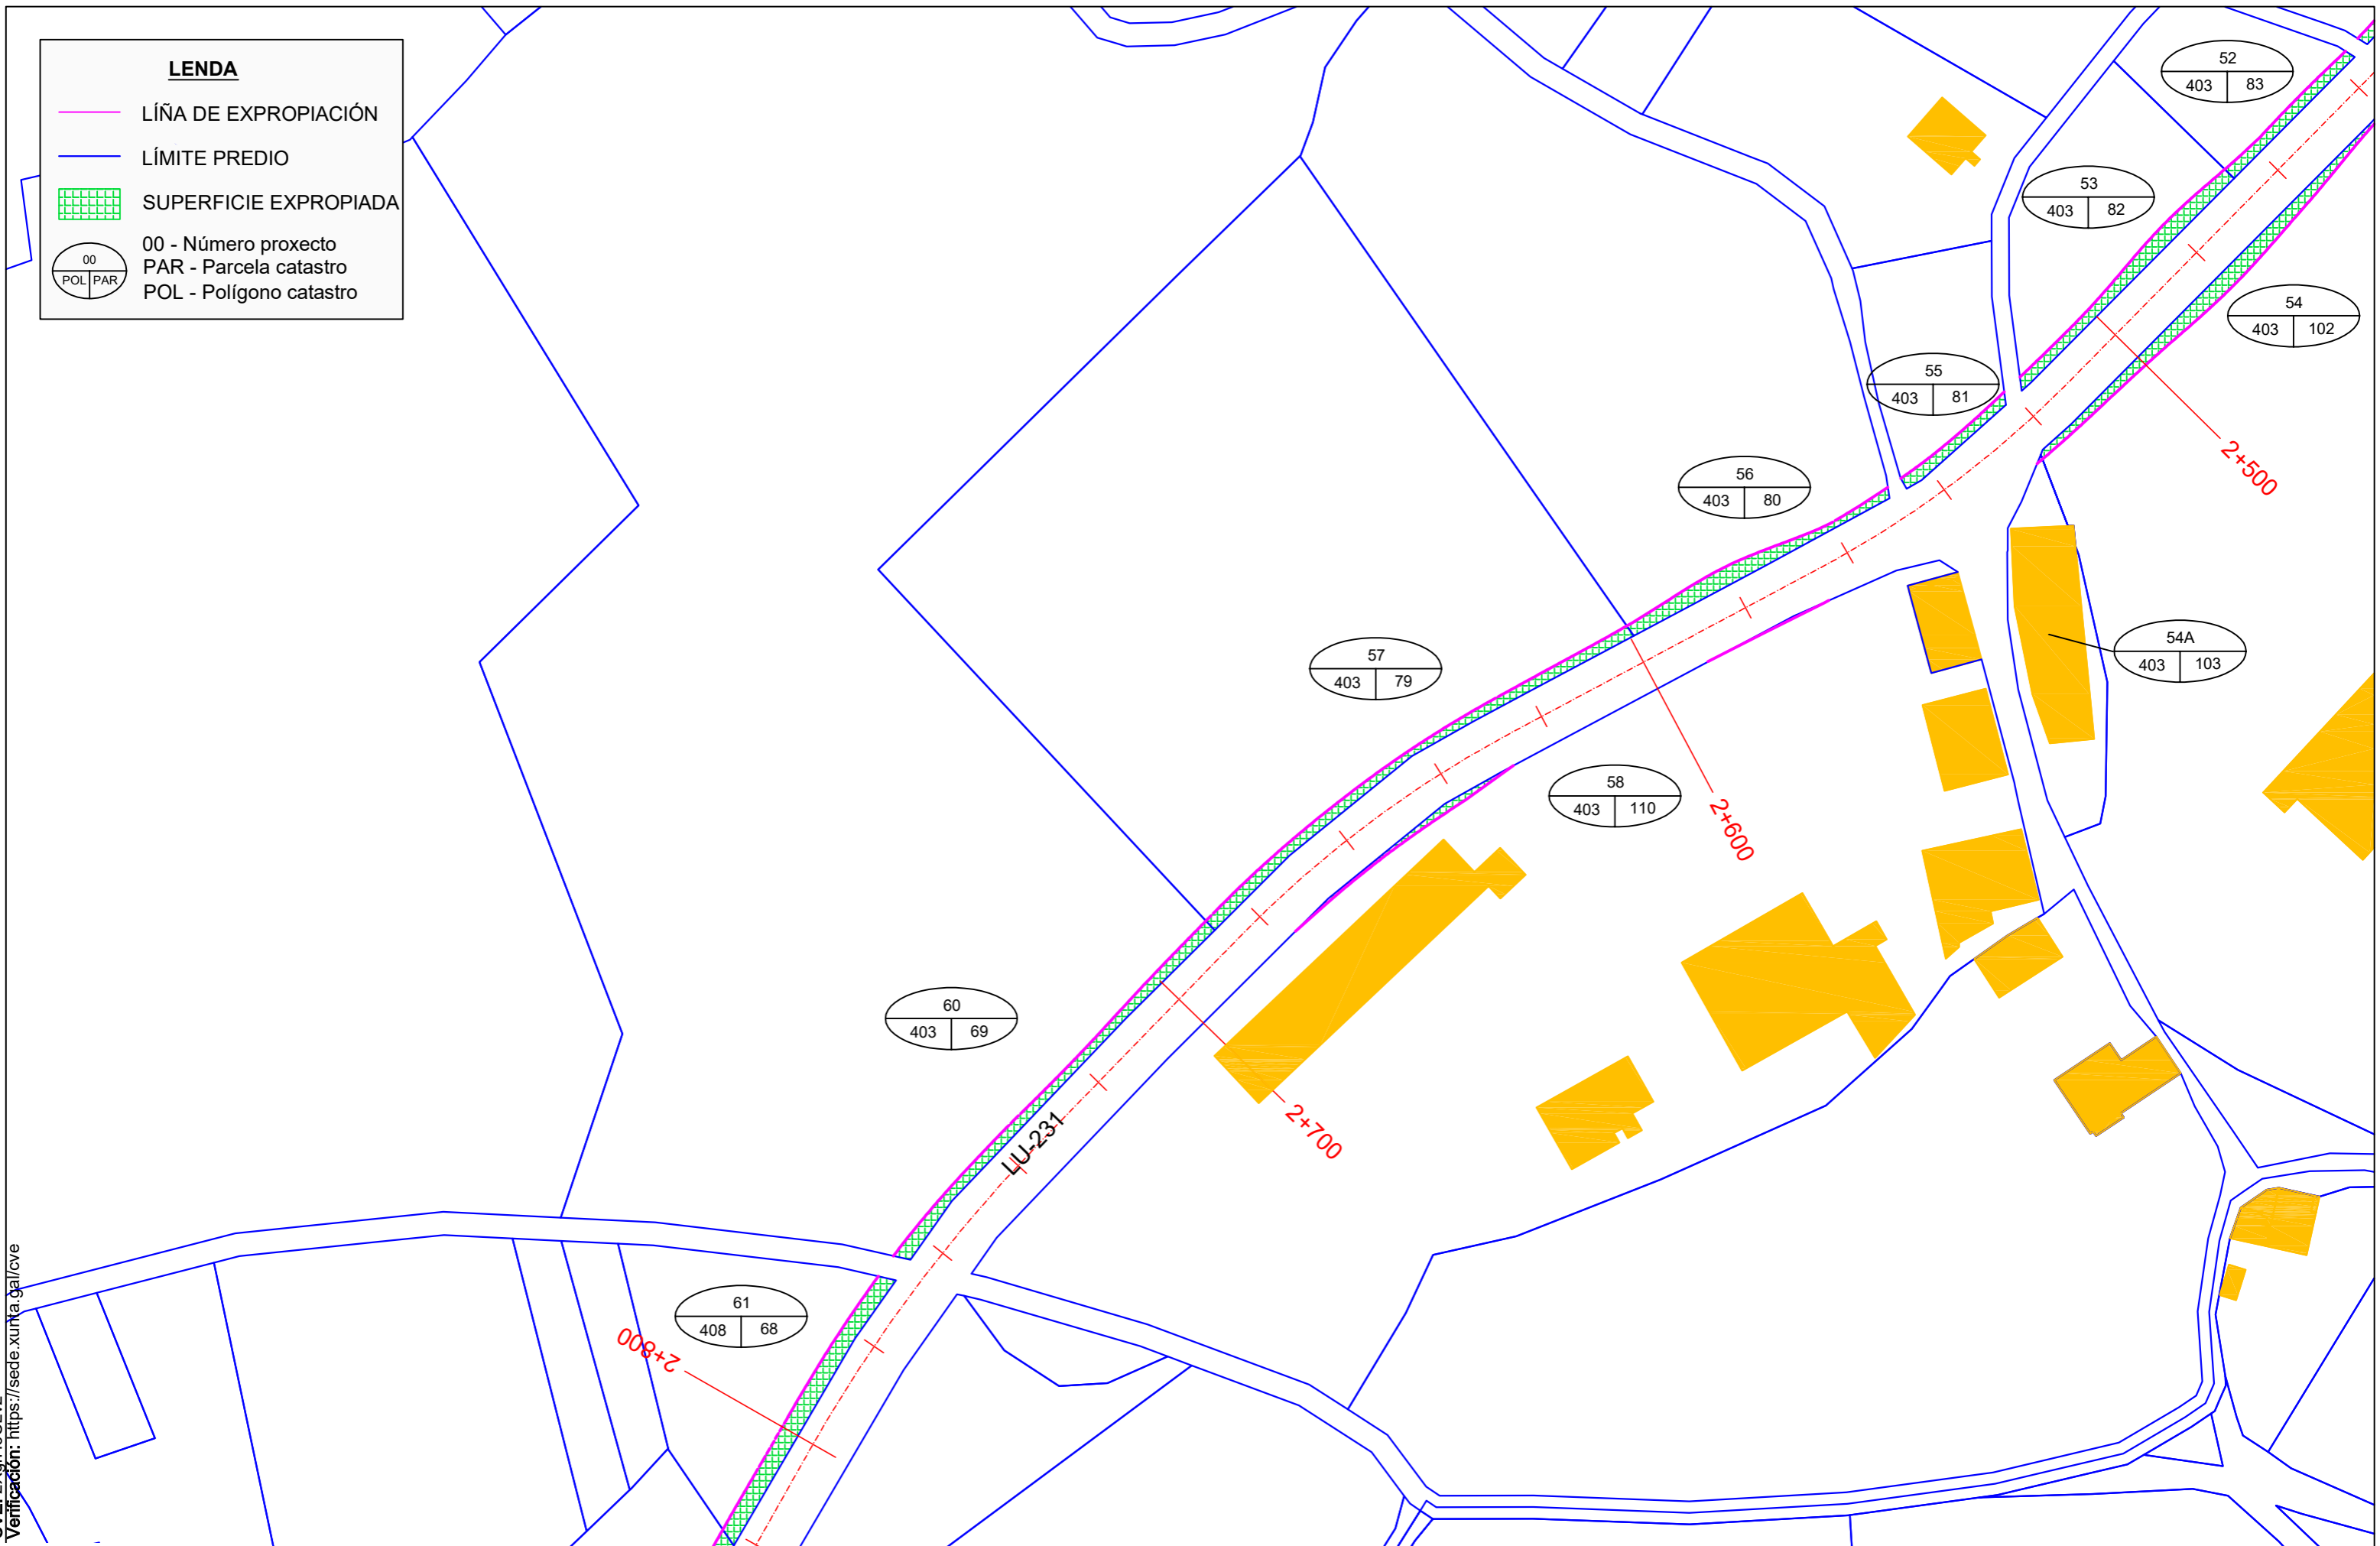 LENDA
LÍÑA DE EXPROPIACIÓN
LÍMITE PREDIO
SUPERFICIE EXPROPIADA
00
POL PAR
00 - Número proxecto
PAR - Parcela catastro
POL - Polígono catastro
52
403 83
53
403 82
54
403 102
55
403 81
56
403 80
2+500
54A
403 103
57
403 79
58
403 110
2+600
60
403 69
2+700
LU-231
61
408 68
2+800
Verificación: https://sede.xunta.gal/cve